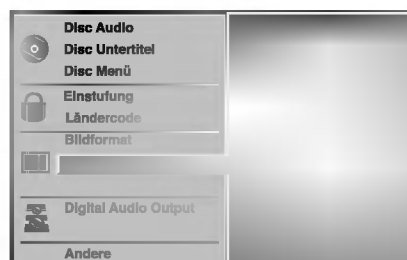 Disc Audio
Disc Untertitel
Disc Menü
Einstufung
Ländercode
Bildformat
Digital Audio Output
Andere